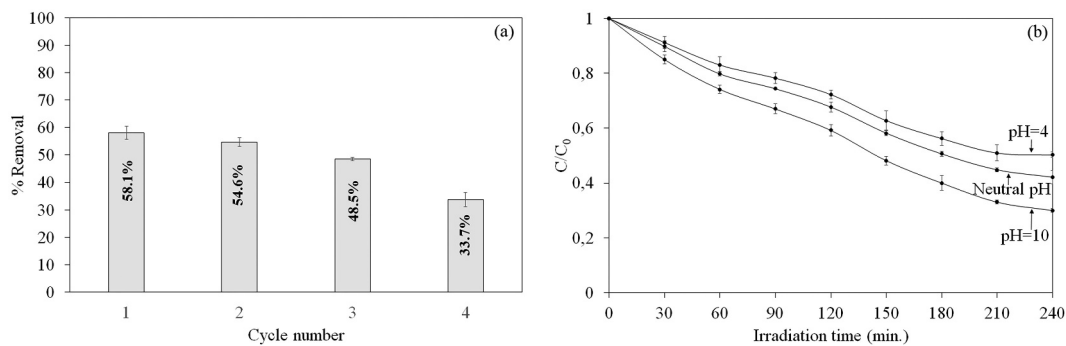 (a)
% Removal
100
90
80
70
60
50
40
30
20
10
0
58.1%
54.6%
48.5%
33.7%
1 2 3 4
Cycle number
(b)
C/C0
1
0,8
0,6
0,4
0,2
0
pH=4
Neutral pH
pH=10
0 30 60 90 120 150 180 210 240
Irradiation time (min.)